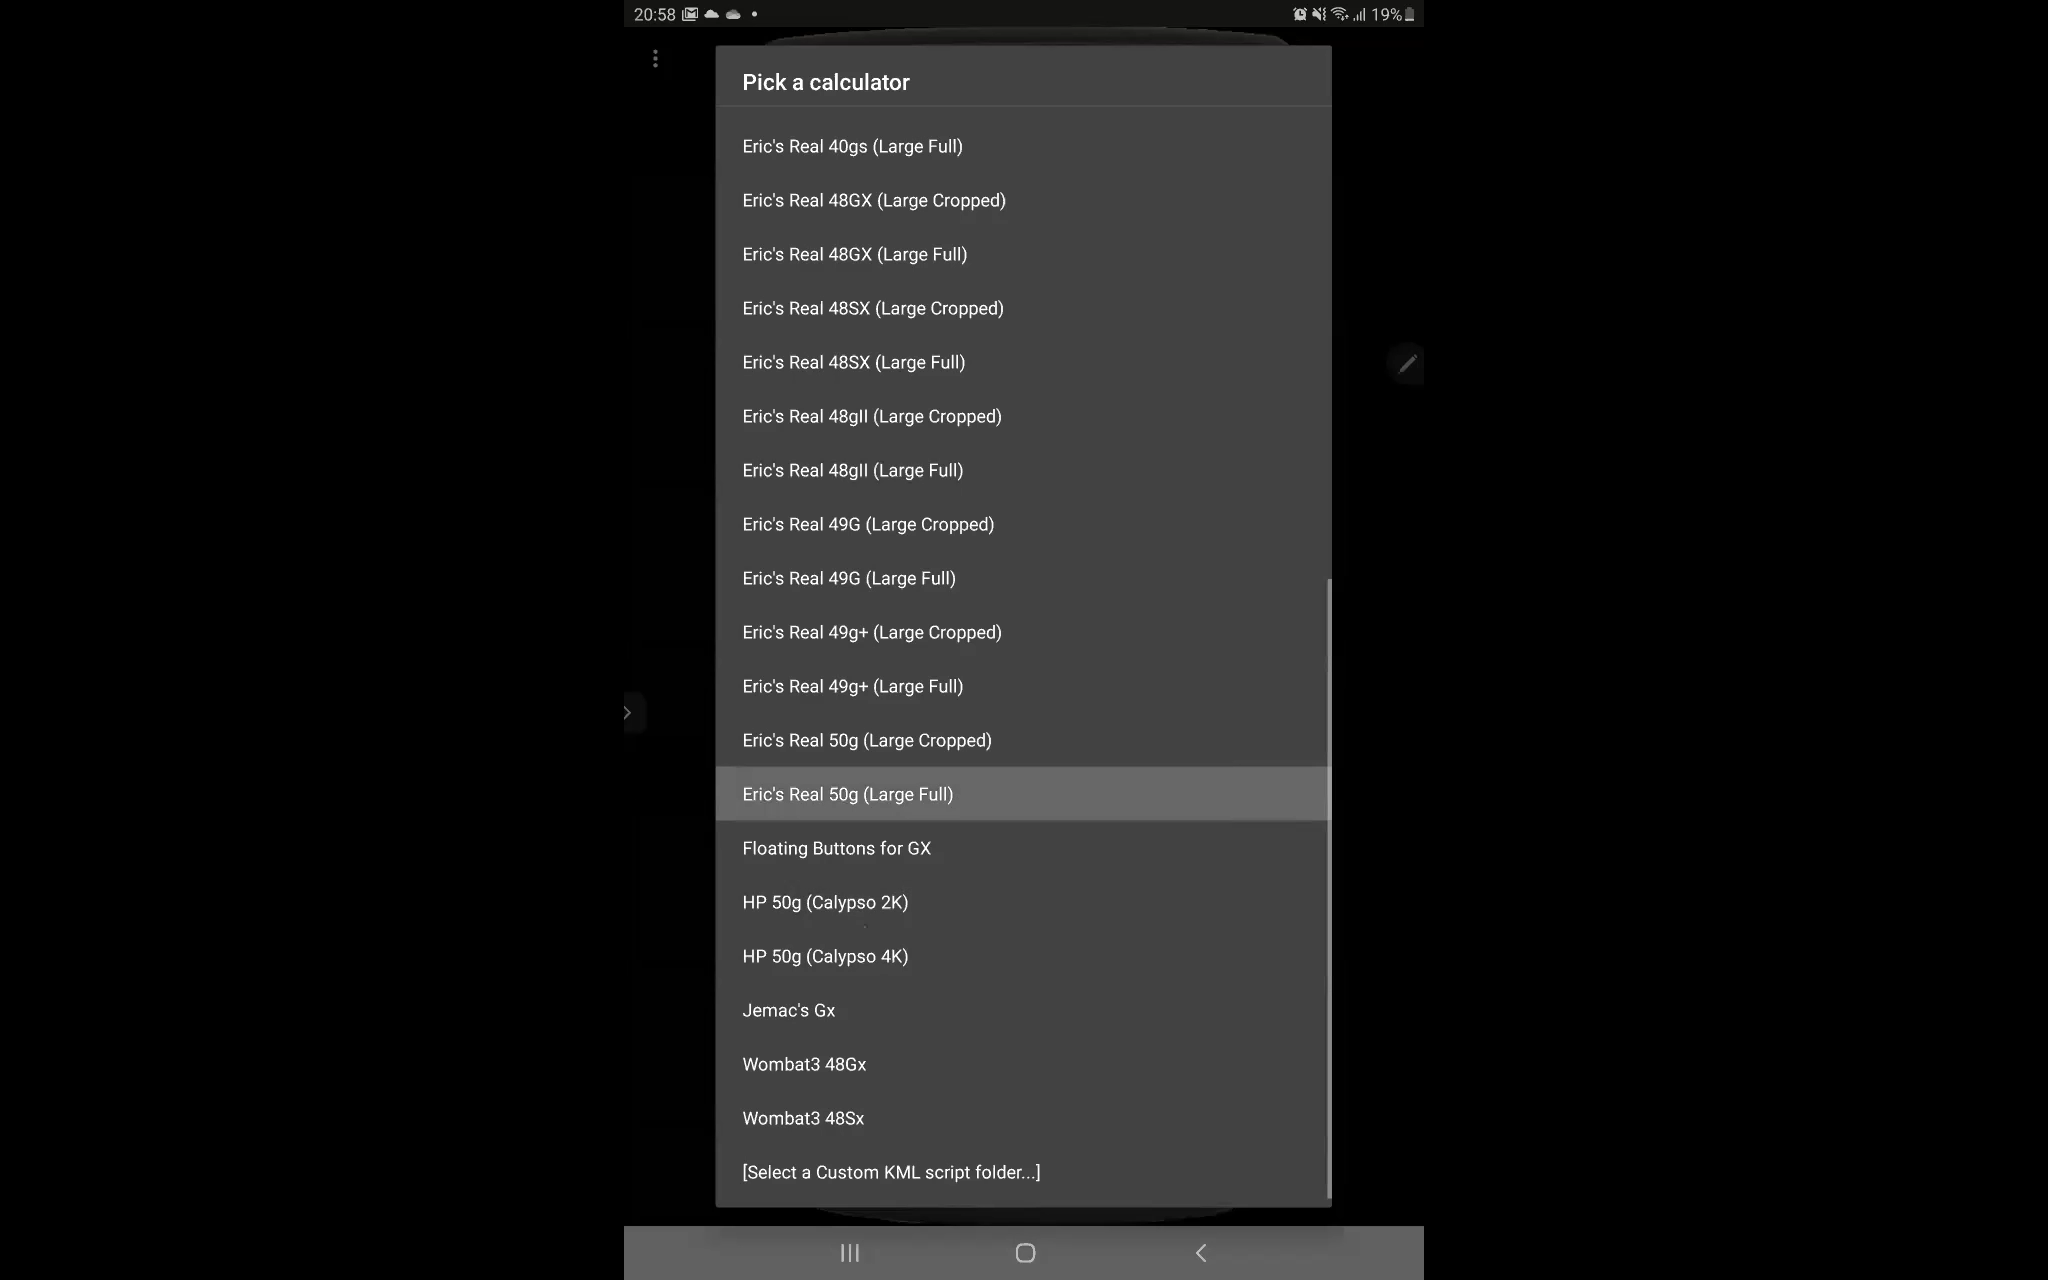 20:58
19%
Pick a calculator
Eric's Real 40gs (Large Full)
Eric's Real 48GX (Large Cropped)
Eric's Real 48GX (Large Full)
Eric's Real 48SX (Large Cropped)
Eric's Real 48SX (Large Full)
Eric's Real 48gII (Large Cropped)
Eric's Real 48gII (Large Full)
Eric's Real 49G (Large Cropped)
Eric's Real 49G (Large Full)
Eric's Real 49g+ (Large Cropped)
Eric's Real 49g+ (Large Full)
Eric's Real 50g (Large Cropped)
Eric's Real 50g (Large Full)
Floating Buttons for GX
HP 50g (Calypso 2K)
HP 50g (Calypso 4K)
Jemac's Gx
Wombat3 48Gx
Wombat3 48Sx
[Select a Custom KML script folder...]